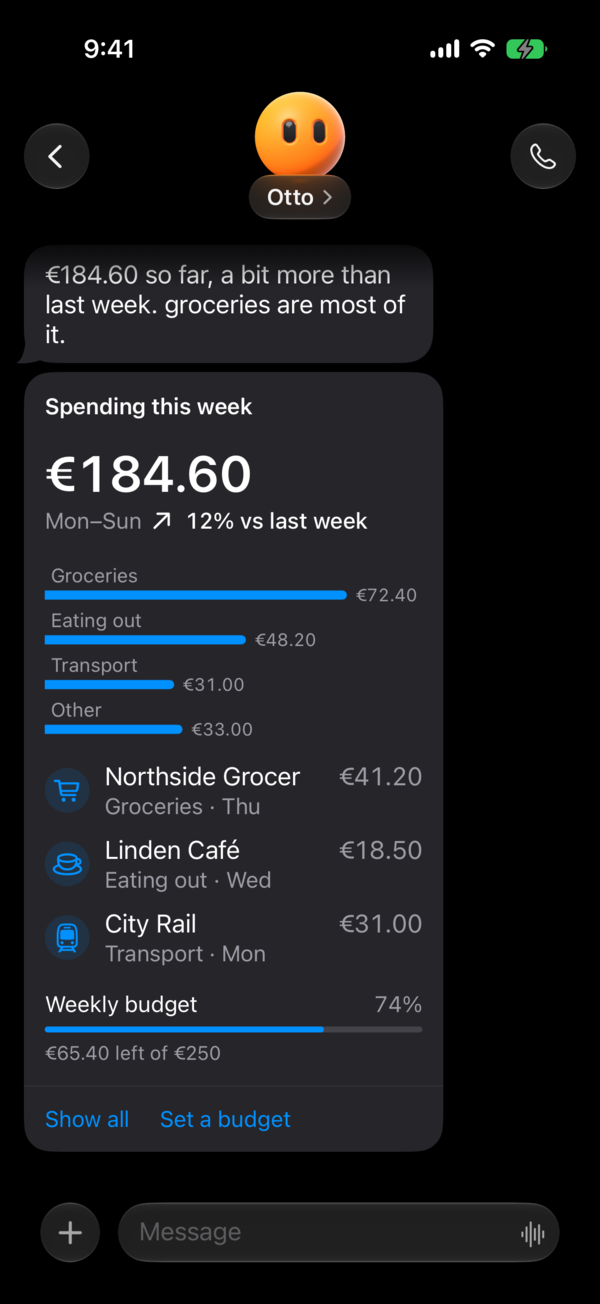 9:41
Otto
€184.60 so far, a bit more than
last week. groceries are most of
it.
Spending this week
€184.60
Mon–Sun 12% vs last week
Groceries
€72.40
Eating out
€48.20
Transport
€31.00
Other
€33.00
Northside Grocer €41.20
Groceries · Thu
Linden Café €18.50
Eating out · Wed
City Rail €31.00
Transport · Mon
Weekly budget 74%
€65.40 left of €250
Show all Set a budget
Message